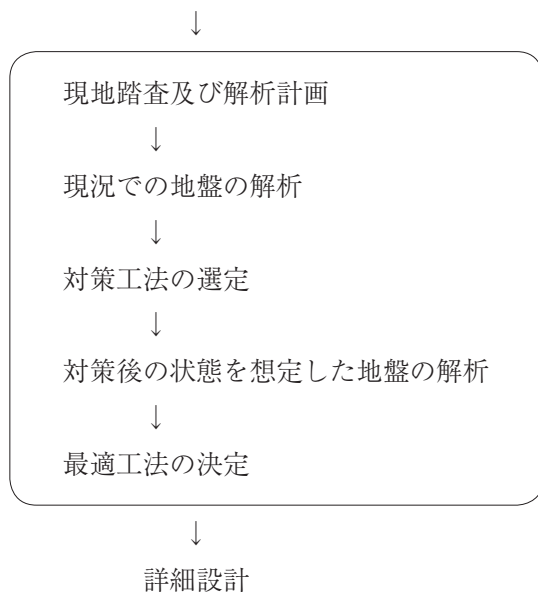 ↓
現地踏査及び解析計画
↓
現況での地盤の解析
↓
対策工法の選定
↓
対策後の状態を想定した地盤の解析
↓
最適工法の決定
↓
詳細設計